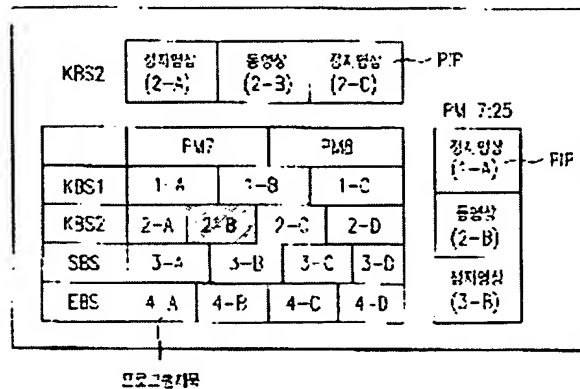 KBS2 정지영상 동영상 정지영상 PIP
(2-A) (2-B) (2-C)
PM 7:25
PM7 PM8
정지영상 PIP
(1-A)
KBS1 1-A 1-B 1-C
KBS2 2-A 2-B 2-C 2-D
동영상
(2-B)
SBS 3-A 3-B 3-C 3-D
정지영상
(3-B)
EBS 4-A 4-B 4-C 4-D
프로그램제목